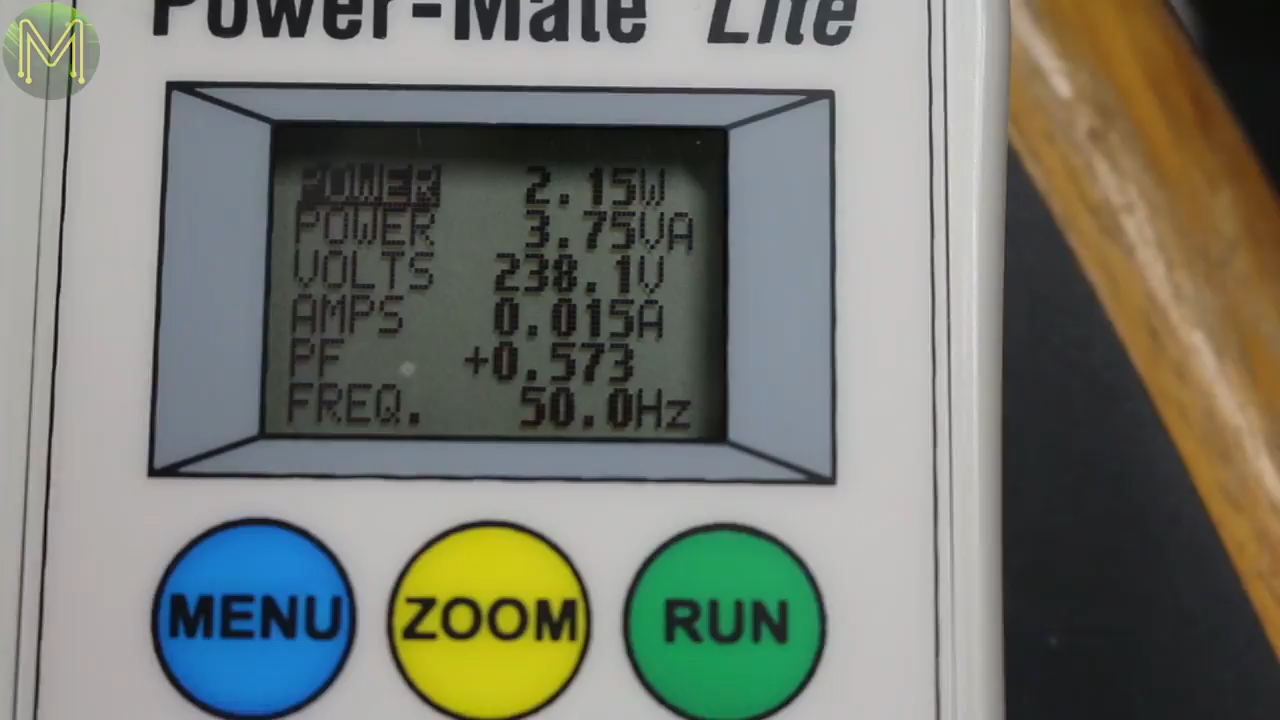 Power-Mate Lite
POWER 2.15W
POWER 3.75VA
VOLTS 238.1V
AMPS 0.015A
PF +0.573
FREQ. 50.0Hz
MENU ZOOM RUN
M